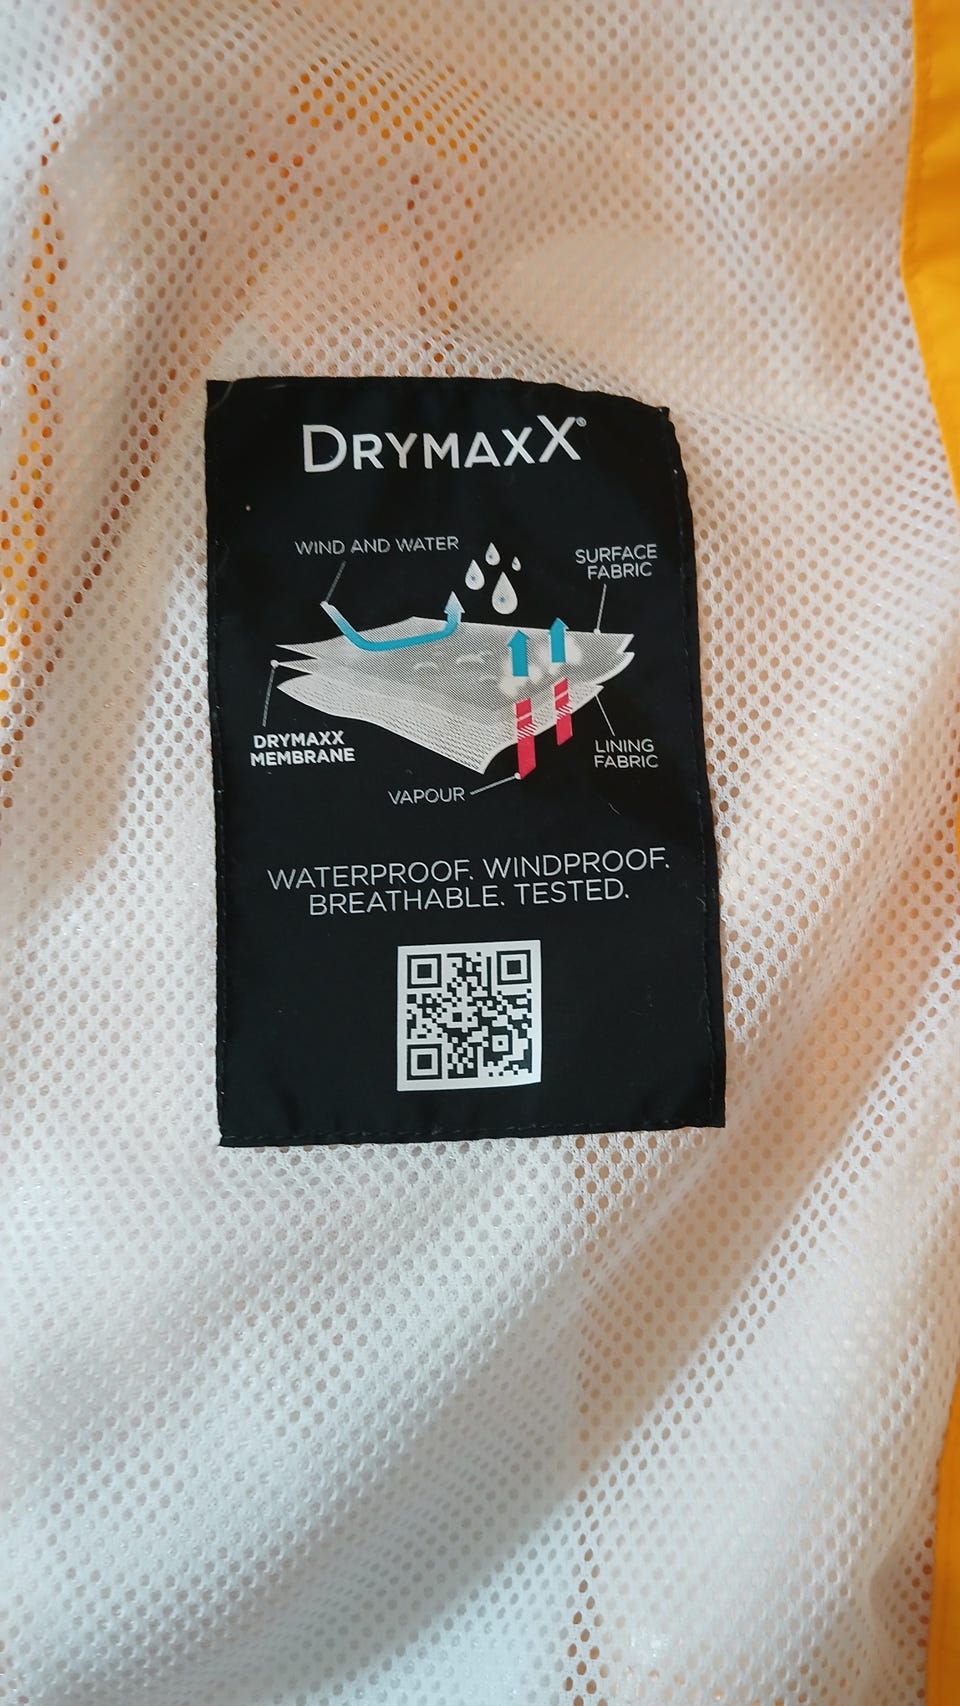 DRYMAXX®
WIND AND WATER
SURFACE
FABRIC
DRYMAXX
MEMBRANE
LINING
FABRIC
VAPOUR
WATERPROOF. WINDPROOF.
BREATHABLE. TESTED.